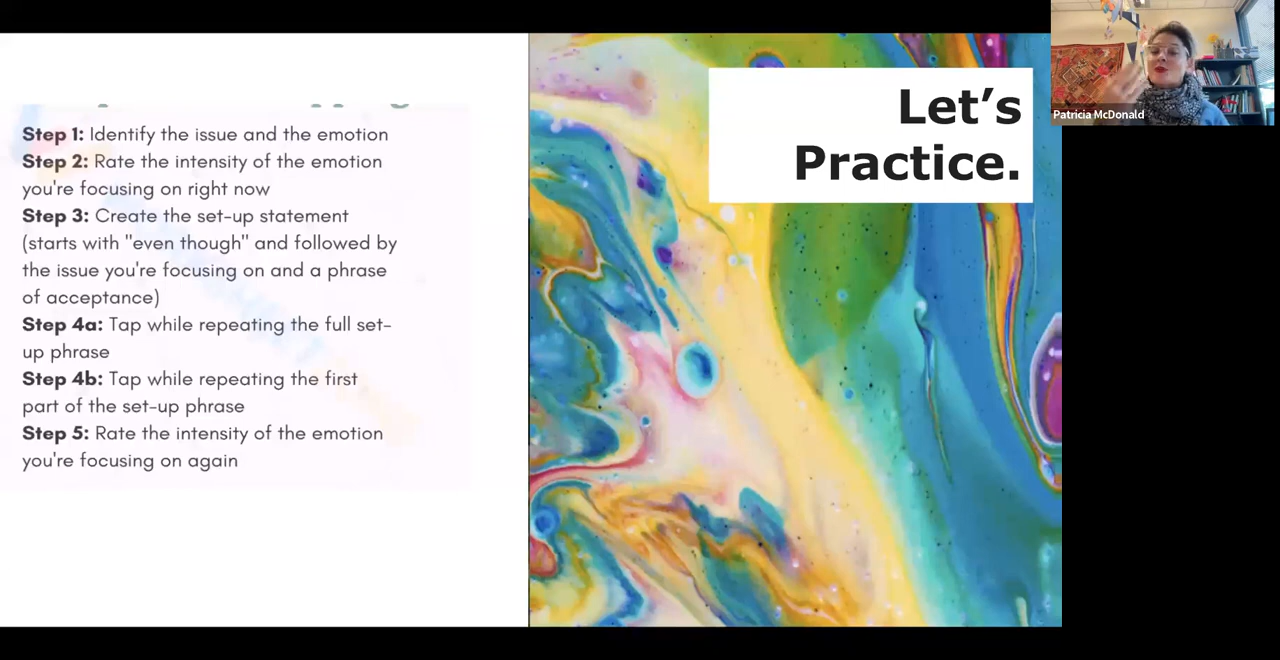 Step 1: Identify the issue and the emotion
Step 2: Rate the intensity of the emotion
you're focusing on right now
Step 3: Create the set-up statement
(starts with "even though" and followed by
the issue you're focusing on and a phrase
of acceptance)
Step 4a: Tap while repeating the full set-
up phrase
Step 4b: Tap while repeating the first
part of the set-up phrase
Step 5: Rate the intensity of the emotion
you're focusing on again
Let’s
Practice.
Patricia McDonald